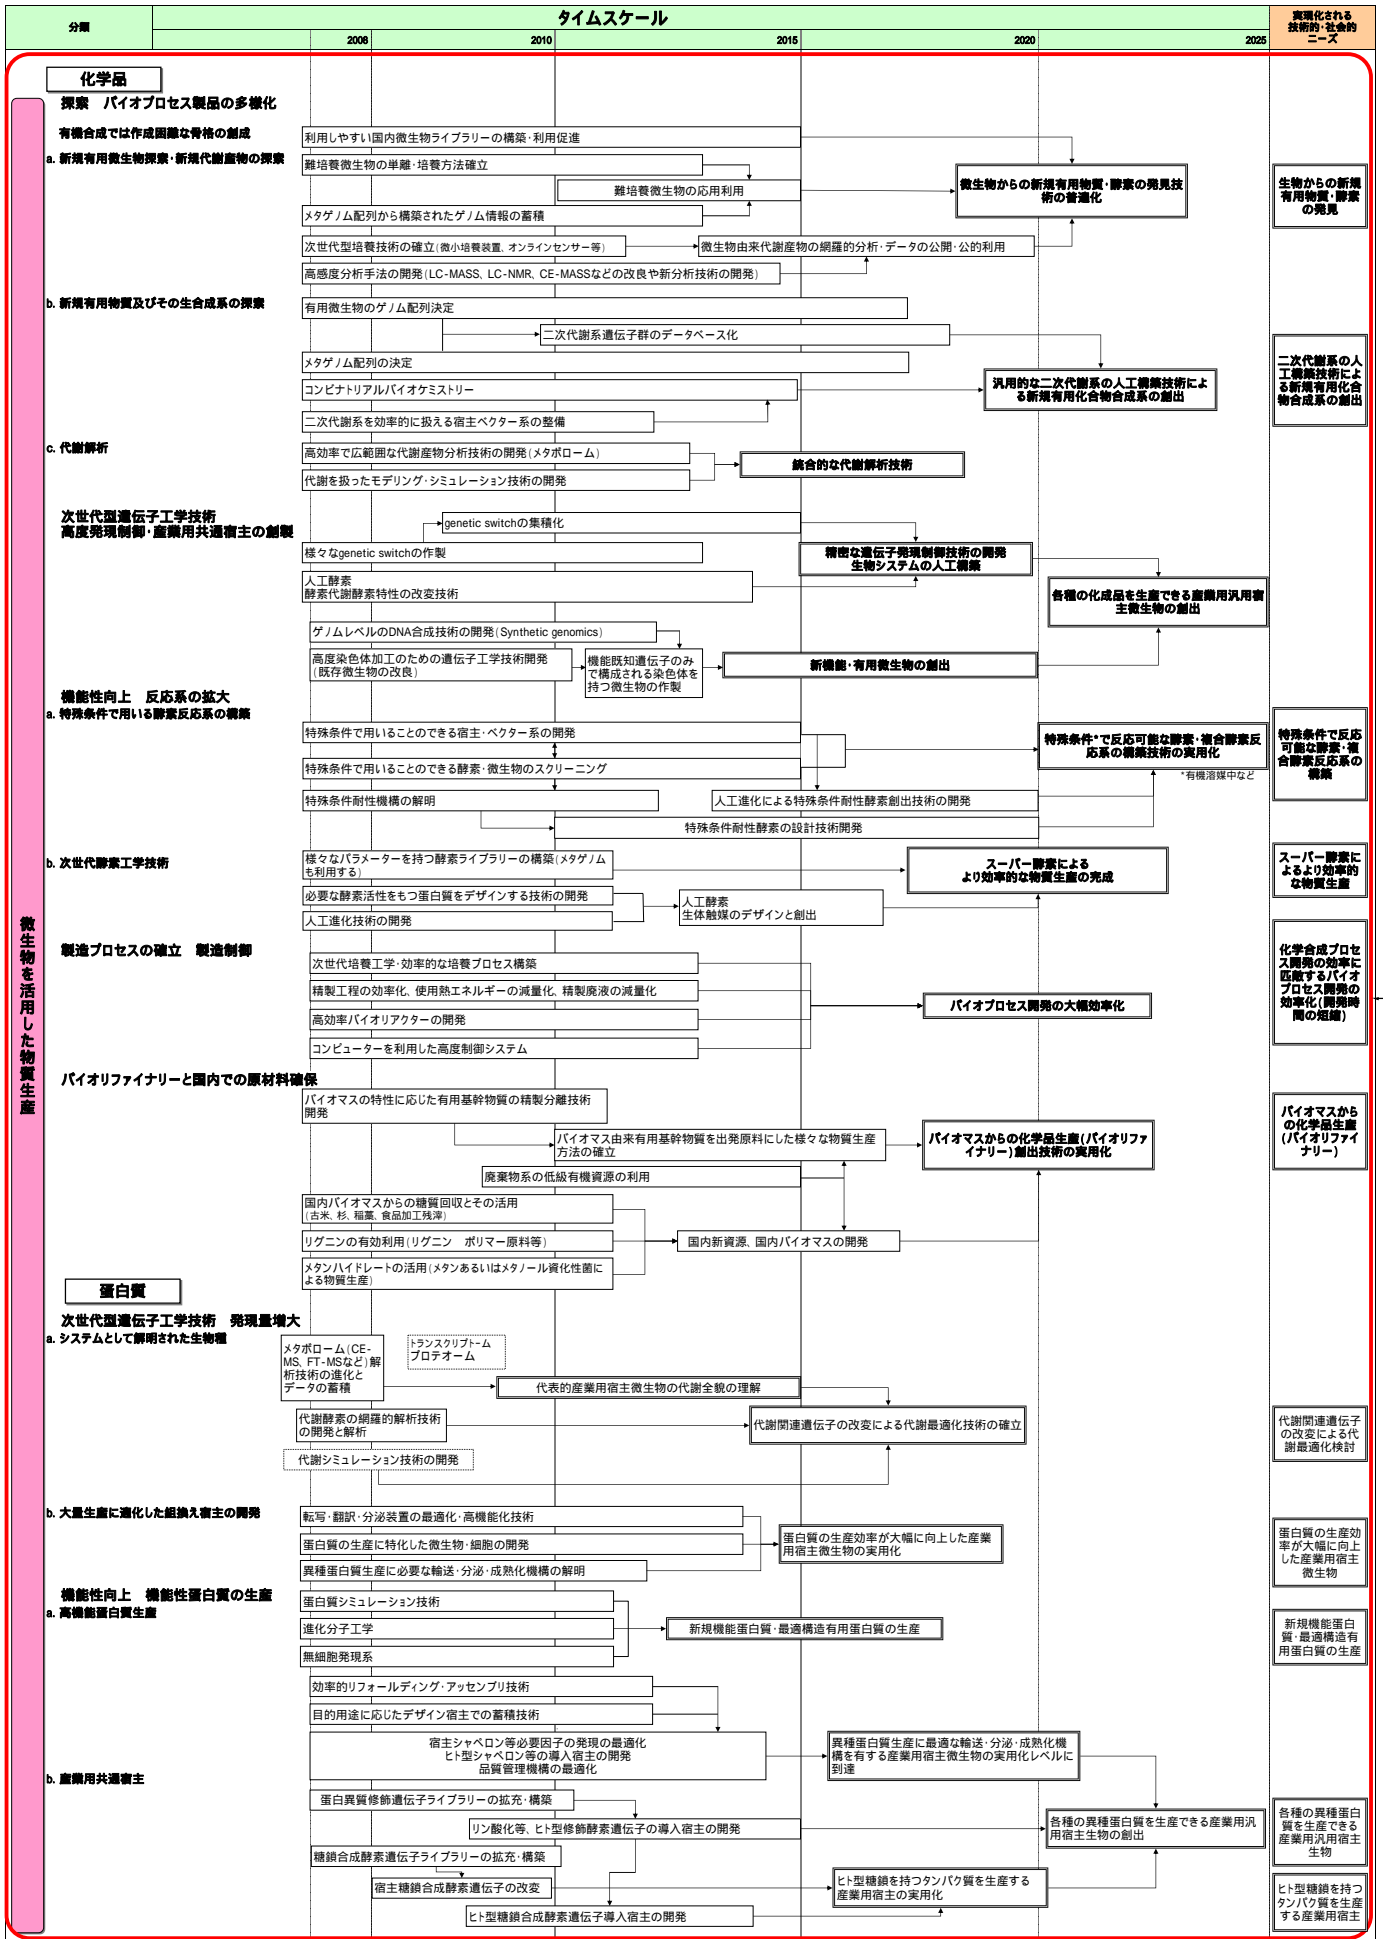 分類
タイムスケール
実現化される
技術的・社会的
ニーズ
2006
2010
2015
2020
2025
微生物を活用した物質生産
化学品
探索　バイオプロセス製品の多様化
有機合成では作成困難な骨格の創成
利用しやすい国内微生物ライブラリーの構築・利用促進
a. 新規有用微生物探索・新規代謝産物の探索
難培養微生物の単離・培養方法確立
難培養微生物の応用利用
微生物からの新規有用物質・酵素の発見技
術の普遍化
生物からの新規
有用物質・酵素
の発見
メタゲノム配列から構築されたゲノム情報の蓄積
次世代型培養技術の確立(微小培養装置、オンラインセンサー等)
微生物由来代謝産物の網羅的分析・データの公開・公的利用
高感度分析手法の開発(LC-MASS、LC-NMR、CE-MASSなどの改良や新分析技術の開発)
b. 新規有用物質及びその生合成系の探索
有用微生物のゲノム配列決定
二次代謝系遺伝子群のデータベース化
メタゲノム配列の決定
コンビナトリアルバイオケミストリー
汎用的な二次代謝系の人工構築技術によ
る新規有用化合物合成系の創出
二次代謝系の人
工構築技術によ
る新規有用化合
物合成系の創出
二次代謝系を効率的に扱える宿主ベクター系の整備
c. 代謝解析
高効率で広範囲な代謝産物分析技術の開発(メタボローム)
統合的な代謝解析技術
代謝を扱ったモデリング・シミュレーション技術の開発
次世代型遺伝子工学技術
高度発現制御・産業用共通宿主の創製
genetic switchの集積化
様々なgenetic switchの作製
精密な遺伝子発現制御技術の開発
生物システムの人工構築
人工酵素
酵素代謝酵素特性の改変技術
各種の化成品を生産できる産業用汎用宿
主微生物の創出
ゲノムレベルのDNA合成技術の開発(Synthetic genomics)
高度染色体加工のための遺伝子工学技術開発
(既存微生物の改良)
機能既知遺伝子のみ
で構成される染色体を
持つ微生物の作製
新機能・有用微生物の創出
機能性向上　反応系の拡大
a. 特殊条件で用いる酵素反応系の構築
特殊条件で用いることのできる宿主・ベクター系の開発
特殊条件*で反応可能な酵素・複合酵素反
応系の構築技術の実用化
*有機溶媒中など
特殊条件で反応
可能な酵素・複
合酵素反応系の
構築
特殊条件で用いることのできる酵素・微生物のスクリーニング
特殊条件耐性機構の解明
人工進化による特殊条件耐性酵素創出技術の開発
特殊条件耐性酵素の設計技術開発
b. 次世代酵素工学技術
様々なパラメーターを持つ酵素ライブラリーの構築(メタゲノム
も利用する)
スーパー酵素による
より効率的な物質生産の完成
スーパー酵素に
よるより効率的
な物質生産
必要な酵素活性をもつ蛋白質をデザインする技術の開発
人工酵素
生体触媒のデザインと創出
人工進化技術の開発
製造プロセスの確立　製造制御
次世代培養工学・効率的な培養プロセス構築
精製工程の効率化、使用熱エネルギーの減量化、精製廃液の減量化
バイオプロセス開発の大幅効率化
化学合成プロセ
ス開発の効率に
匹敵するバイオ
プロセス開発の
効率化(開発時
間の短縮)
高効率バイオリアクターの開発
コンピューターを利用した高度制御システム
バイオリファイナリーと国内での原材料確保
バイオマスの特性に応じた有用基幹物質の精製分離技術
開発
バイオマス由来有用基幹物質を出発原料にした様々な物質生産
方法の確立
バイオマスからの化学品生産(バイオリファ
イナリー)創出技術の実用化
バイオマスから
の化学品生産
(バイオリファイ
ナリー)
廃棄物系の低級有機資源の利用
国内バイオマスからの糖質回収とその活用
(古米、杉、稲藁、食品加工残滓)
リグニンの有効利用(リグニン　ポリマー原料等)
国内新資源、国内バイオマスの開発
メタンハイドレートの活用(メタンあるいはメタノール資化性菌に
よる物質生産)
蛋白質
次世代型遺伝子工学技術　発現量増大
a. システムとして解明された生物種
メタボローム(CE-
MS、FT-MSなど)解
析技術の進化と
データの蓄積
トランスクリプトーム
プロテオーム
代表的産業用宿主微生物の代謝全貌の理解
代謝酵素の網羅的解析技術
の開発と解析
代謝関連遺伝子の改変による代謝最適化技術の確立
代謝関連遺伝子
の改変による代
謝最適化検討
代謝シミュレーション技術の開発
b. 大量生産に適化した組換え宿主の開発
転写・翻訳・分泌装置の最適化・高機能化技術
蛋白質の生産に特化した微生物・細胞の開発
蛋白質の生産効率が大幅に向上した産業
用宿主微生物の実用化
蛋白質の生産効
率が大幅に向上
した産業用宿主
微生物
異種蛋白質生産に必要な輸送・分泌・成熟化機構の解明
機能性向上　機能性蛋白質の生産
a. 高機能蛋白質生産
蛋白質シミュレーション技術
進化分子工学
新規機能蛋白質・最適構造有用蛋白質の生産
新規機能蛋白
質・最適構造有
用蛋白質の生産
無細胞発現系
効率的リフォールディング・アッセンブリ技術
目的用途に応じたデザイン宿主での蓄積技術
宿主シャペロン等必要因子の発現の最適化
ヒト型シャペロン等の導入宿主の開発
品質管理機構の最適化
異種蛋白質生産に最適な輸送・分泌・成熟化機
構を有する産業用宿主微生物の実用化レベルに
到達
b. 産業用共通宿主
蛋白異質修飾遺伝子ライブラリーの拡充・構築
リン酸化等、ヒト型修飾酵素遺伝子の導入宿主の開発
各種の異種蛋白質を生産できる産業用汎
用宿主生物の創出
各種の異種蛋白
質を生産できる
産業用汎用宿主
生物
糖鎖合成酵素遺伝子ライブラリーの拡充・構築
宿主糖鎖合成酵素遺伝子の改変
ヒト型糖鎖を持つタンパク質を生産する
産業用宿主の実用化
ヒト型糖鎖を持つ
タンパク質を生産
する産業用宿主
ヒト型糖鎖合成酵素遺伝子導入宿主の開発